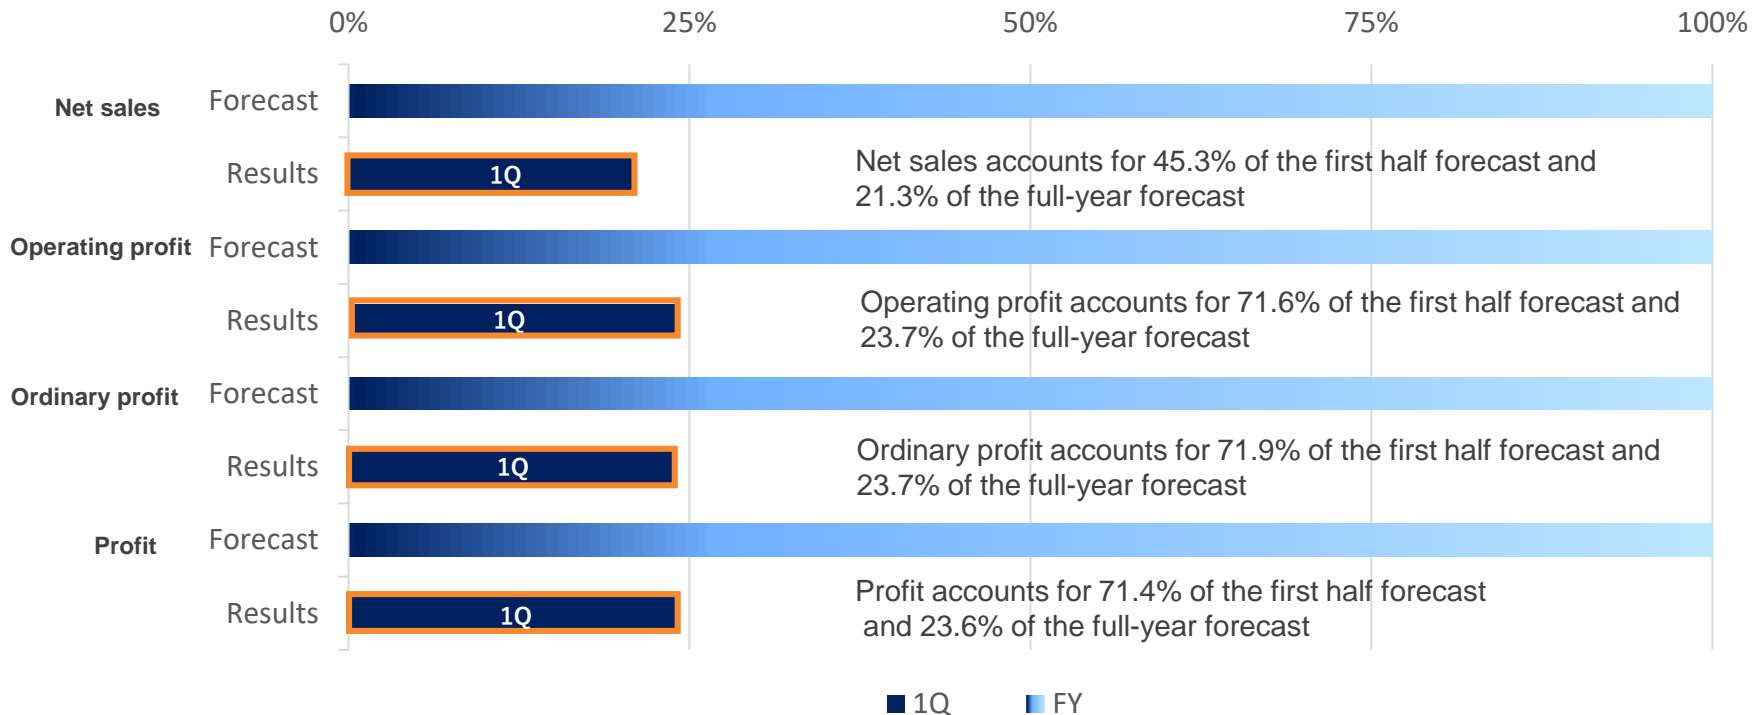 0% 25% 50% 75% 100%
Net sales Forecast
Results 1Q Net sales accounts for 45.3% of the first half forecast and
21.3% of the full-year forecast
Operating profit Forecast
Results 1Q Operating profit accounts for 71.6% of the first half forecast and
23.7% of the full-year forecast
Ordinary profit Forecast
Results 1Q Ordinary profit accounts for 71.9% of the first half forecast and
23.7% of the full-year forecast
Profit Forecast
Results 1Q Profit accounts for 71.4% of the first half forecast
and 23.6% of the full-year forecast
1Q FY